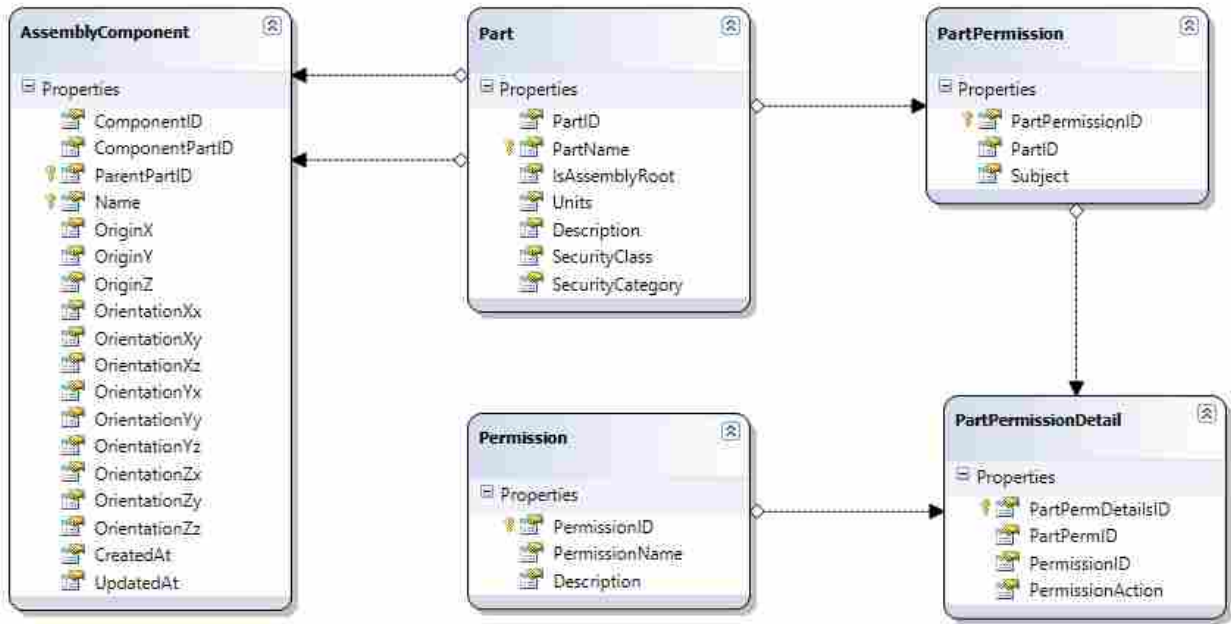 AssemblyComponent
Properties
ComponentID
ComponentPartID
ParentPartID
Name
OriginX
OriginY
OriginZ
OrientationXx
OrientationXy
OrientationXz
OrientationYx
OrientationYy
OrientationYz
OrientationZx
OrientationZy
OrientationZz
CreatedAt
UpdatedAt
Part
Properties
PartID
PartName
IsAssemblyRoot
Units
Description
SecurityClass
SecurityCategory
PartPermission
Properties
PartPermissionID
PartID
Subject
Permission
Properties
PermissionID
PermissionName
Description
PartPermissionDetail
Properties
PartPermDetailsID
PartPermID
PermissionID
PermissionAction